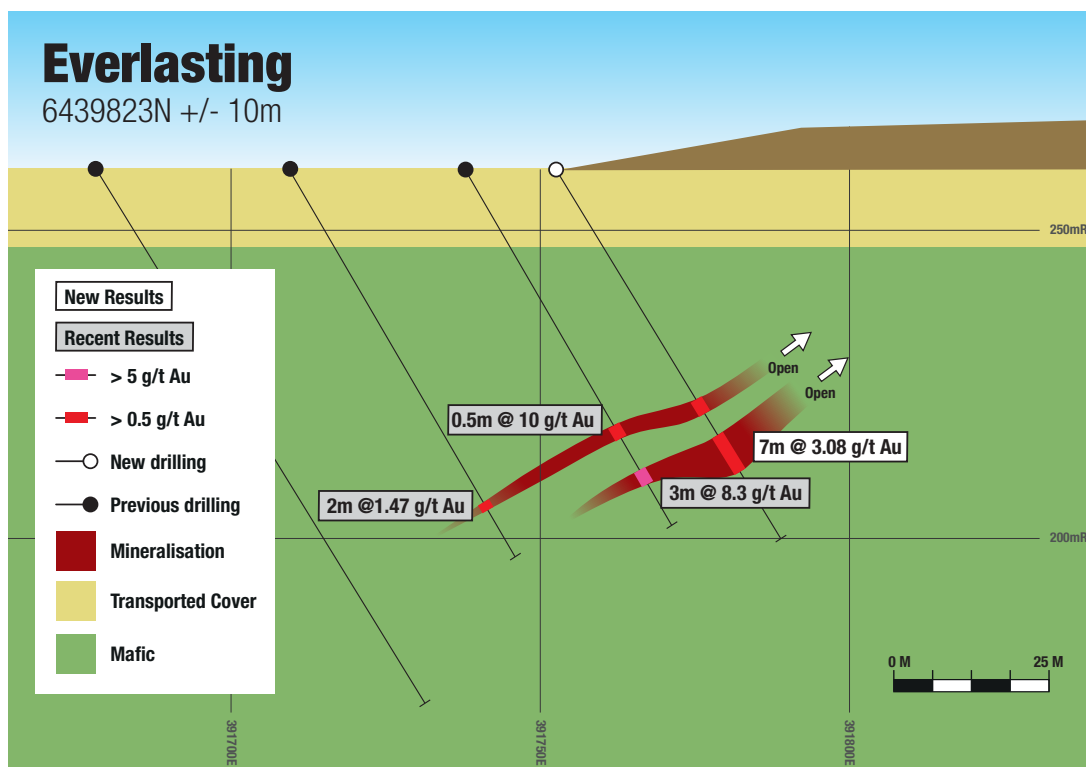 Everlasting
6439823N +/- 10m
250mR
New Results
Recent Results
> 5 g/t Au
> 0.5 g/t Au
New drilling
Previous drilling
Mineralisation
Transported Cover
Mafic
Open
Open
0.5m @ 10 g/t Au
7m @ 3.08 g/t Au
3m @ 8.3 g/t Au
2m @1.47 g/t Au
200mR
0 M
25 M
391700E
391750E
391800E